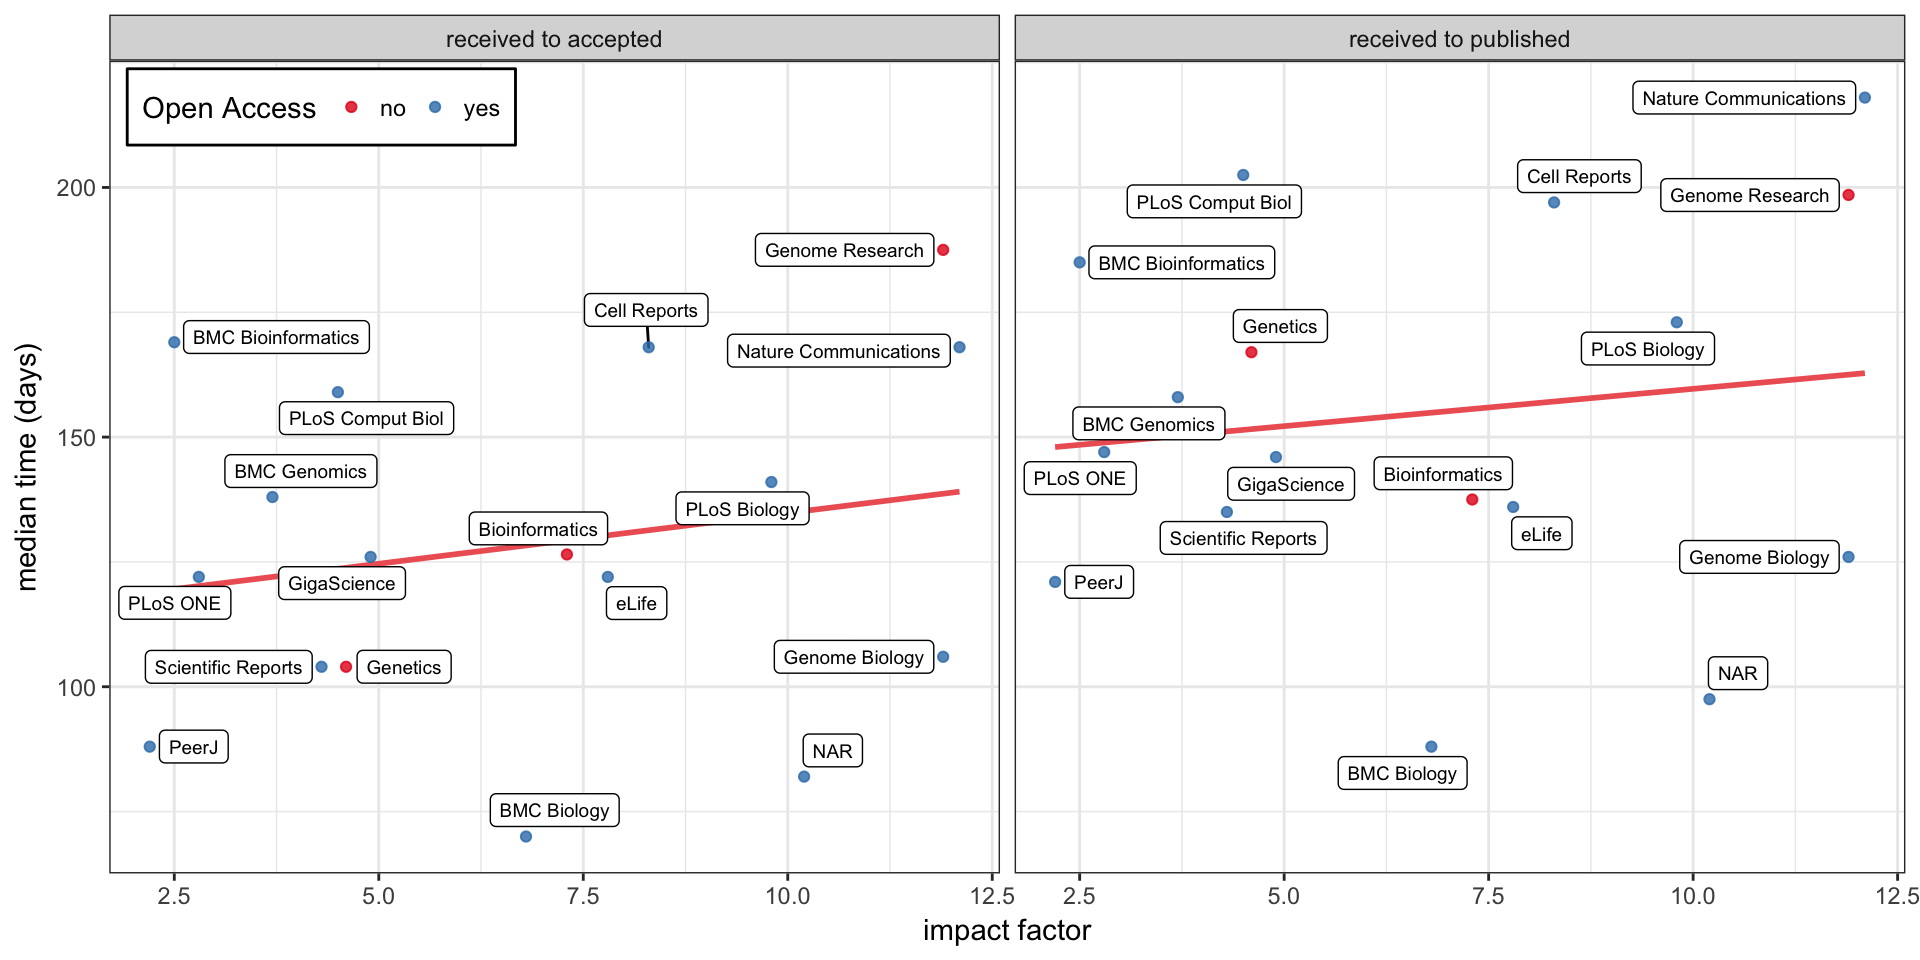 received to accepted
received to published
Open Access no yes
Nature Communications
Cell Reports
PLoS Comput Biol
Genome Research
200
Genome Research
BMC Bioinformatics
Cell Reports
Genetics
BMC Bioinformatics
Nature Communications
PLoS Biology
PLoS Comput Biol
BMC Genomics
150
BMC Genomics
PLoS ONE
Bioinformatics
GigaScience
PLoS Biology
Bioinformatics
Scientific Reports
eLife
GigaScience
Genome Biology
PLoS ONE
eLife
PeerJ
Scientific Reports
Genetics
Genome Biology
NAR
100
PeerJ
NAR
BMC Biology
BMC Biology
median time (days)
2.5 5.0 7.5 10.0 12.5 2.5 5.0 7.5 10.0 12.5
impact factor